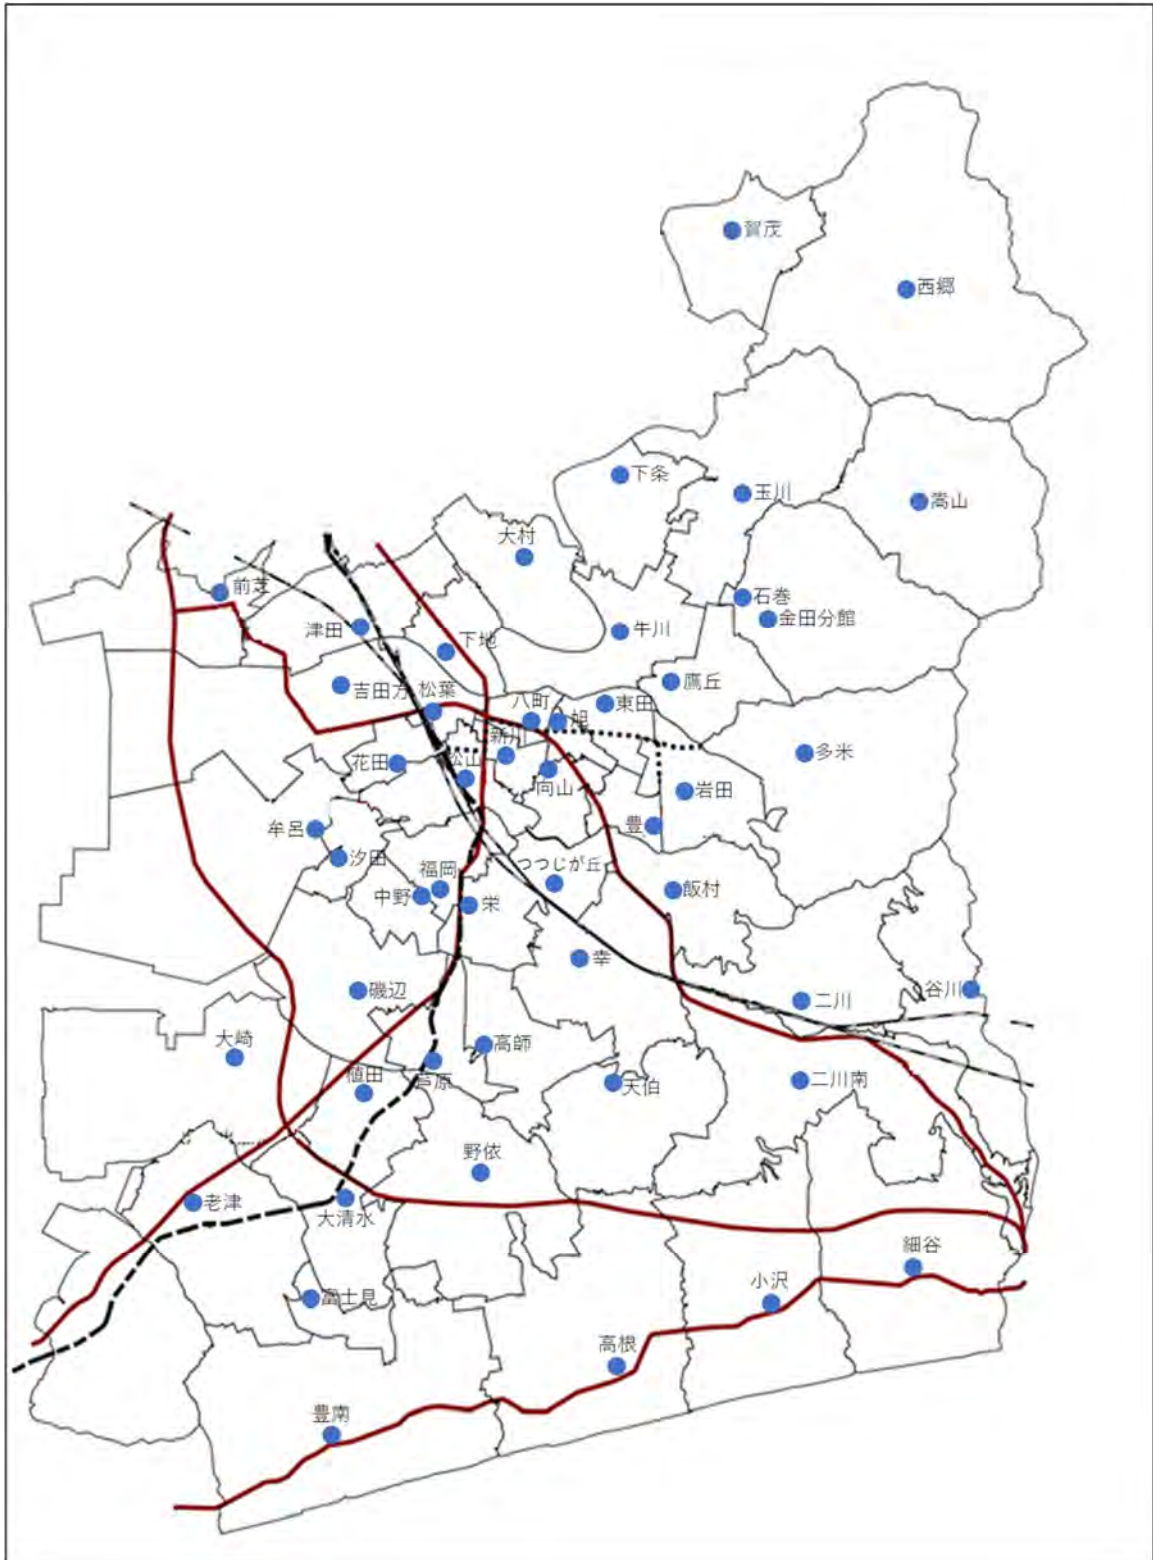 賀茂
西郷
下条
玉川
嵩山
大村
前芝
石巻
金田分館
津田
牛川
下地
鷹丘
吉田方
松葉
八町
旭
東田
新川
花田
松山
向山
多米
岩田
豊
牟呂
汐田
福岡
つつじが丘
中野
栄
飯村
幸
磯辺
二川
谷川
大崎
高師
植田
芦原
天伯
二川南
野依
老津
大清水
細谷
富士見
小沢
高根
豊南